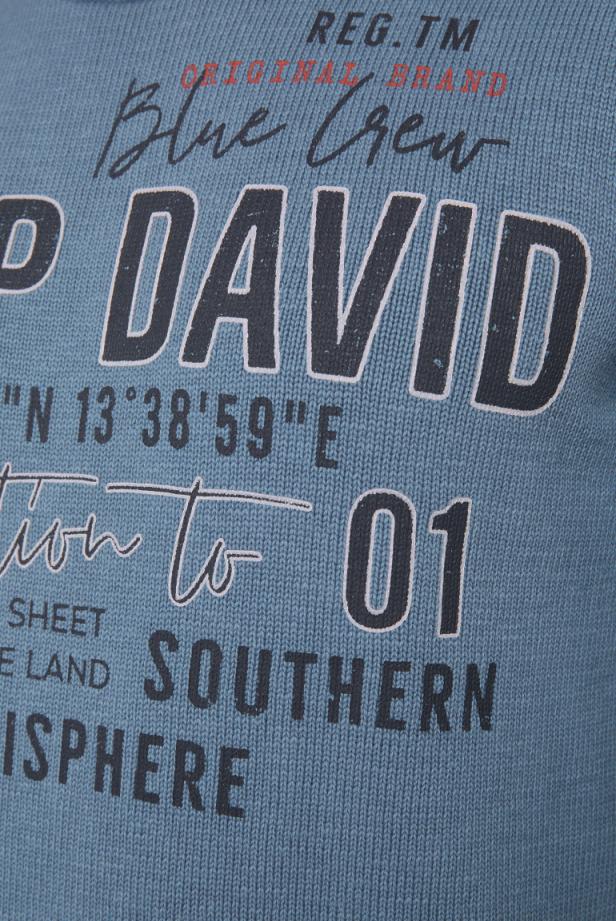 REG.TM
ORIGINAL BRAND
Blue Crew
P DAVID
"N 13°38'59"E
tion to 01
SHEET
E LAND
SOUTHERN
ISPHERE